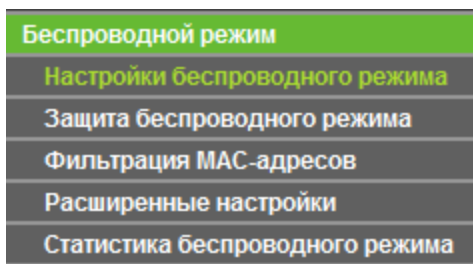 Беспроводной режим
Настройки беспроводного режима
Защита беспроводного режима
Фильтрация MAC-адресов
Расширенные настройки
Статистика беспроводного режима